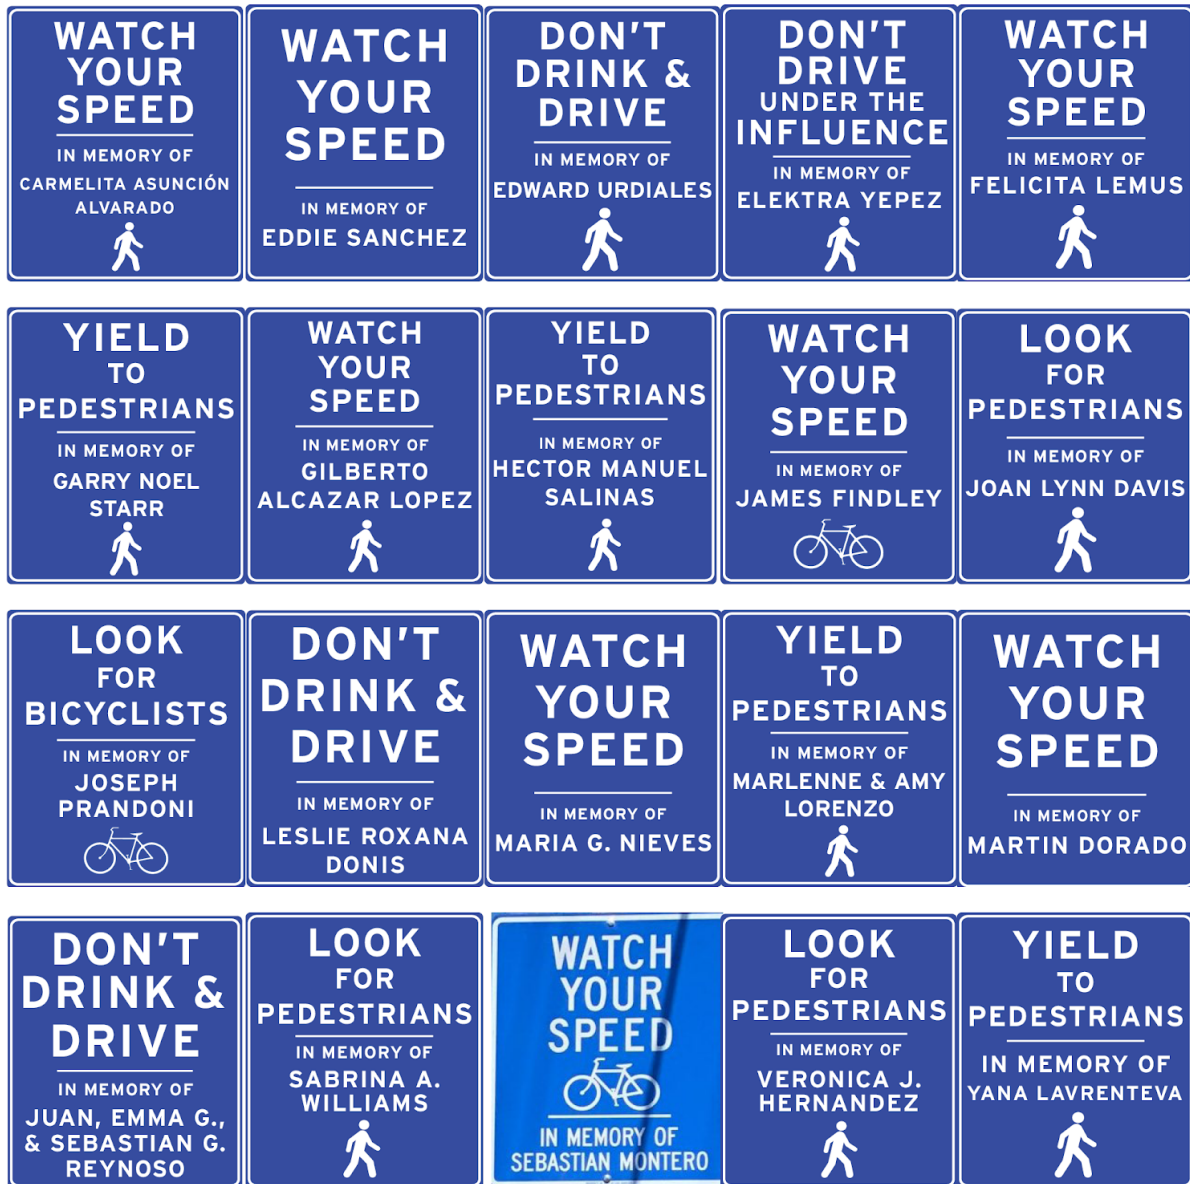 WATCH
YOUR
SPEED
IN MEMORY OF
CARMELITA ASUNCIÓN
ALVARADO
WATCH
YOUR
SPEED
IN MEMORY OF
EDDIE SANCHEZ
DON'T
DRINK &
DRIVE
IN MEMORY OF
EDWARD URDIALES
DON'T
DRIVE
UNDER THE
INFLUENCE
IN MEMORY OF
ELEKTRA YEPEZ
WATCH
YOUR
SPEED
IN MEMORY OF
FELICITA LEMUS
YIELD
TO
PEDESTRIANS
IN MEMORY OF
GARRY NOEL
STARR
WATCH
YOUR
SPEED
IN MEMORY OF
GILBERTO
ALCAZAR LOPEZ
YIELD
TO
PEDESTRIANS
IN MEMORY OF
HECTOR MANUEL
SALINAS
WATCH
YOUR
SPEED
IN MEMORY OF
JAMES FINDLEY
LOOK
FOR
PEDESTRIANS
IN MEMORY OF
JOAN LYNN DAVIS
LOOK
FOR
BICYCLISTS
IN MEMORY OF
JOSEPH
PRANDONI
DON'T
DRINK &
DRIVE
IN MEMORY OF
LESLIE ROXANA
DONIS
WATCH
YOUR
SPEED
IN MEMORY OF
MARIA G. NIEVES
YIELD
TO
PEDESTRIANS
IN MEMORY OF
MARLENNE & AMY
LORENZO
WATCH
YOUR
SPEED
IN MEMORY OF
MARTIN DORADO
DON'T
DRINK &
DRIVE
IN MEMORY OF
JUAN, EMMA G.,
& SEBASTIAN G.
REYNOSO
LOOK
FOR
PEDESTRIANS
IN MEMORY OF
SABRINA A.
WILLIAMS
WATCH
YOUR
SPEED
IN MEMORY OF
SEBASTIAN MONTERO
LOOK
FOR
PEDESTRIANS
IN MEMORY OF
VERONICA J.
HERNANDEZ
YIELD
TO
PEDESTRIANS
IN MEMORY OF
YANA LAVRENTEVA